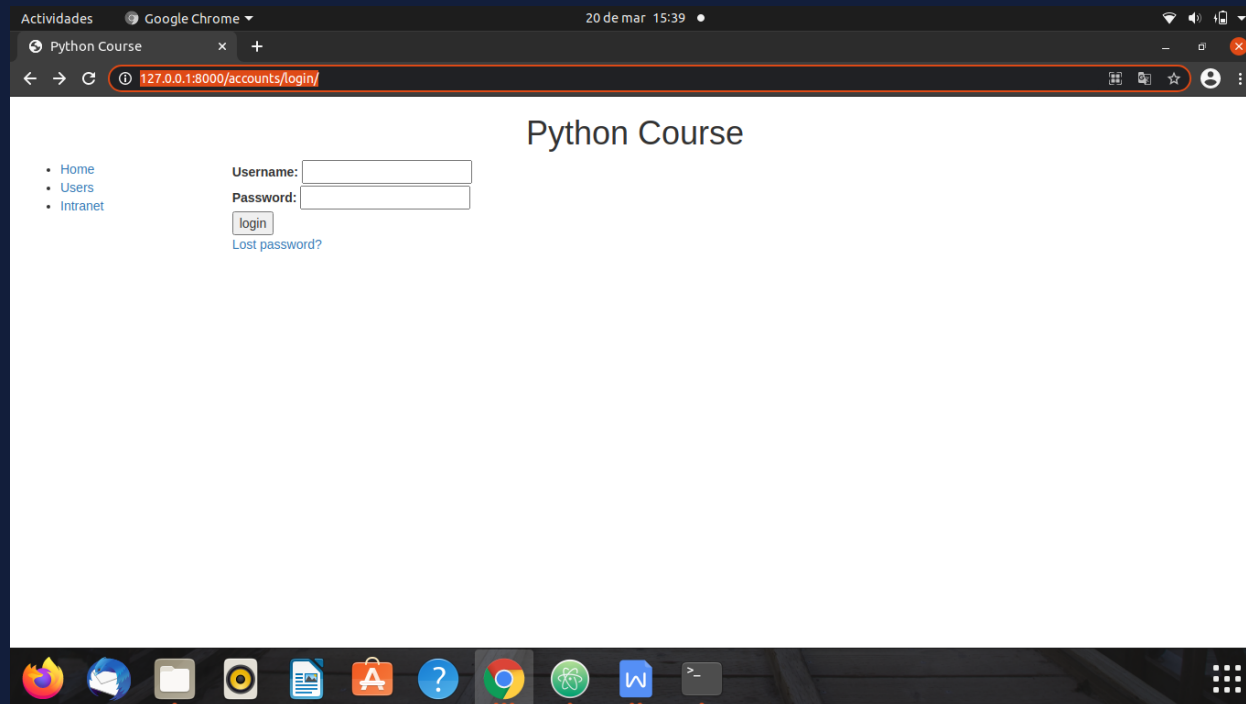 Actividades Google Chrome 20 de mar 15:39
Python Course
127.0.0.1:8000/accounts/login/
Python Course
Home
Users
Intranet
Username:
Password:
login
Lost password?